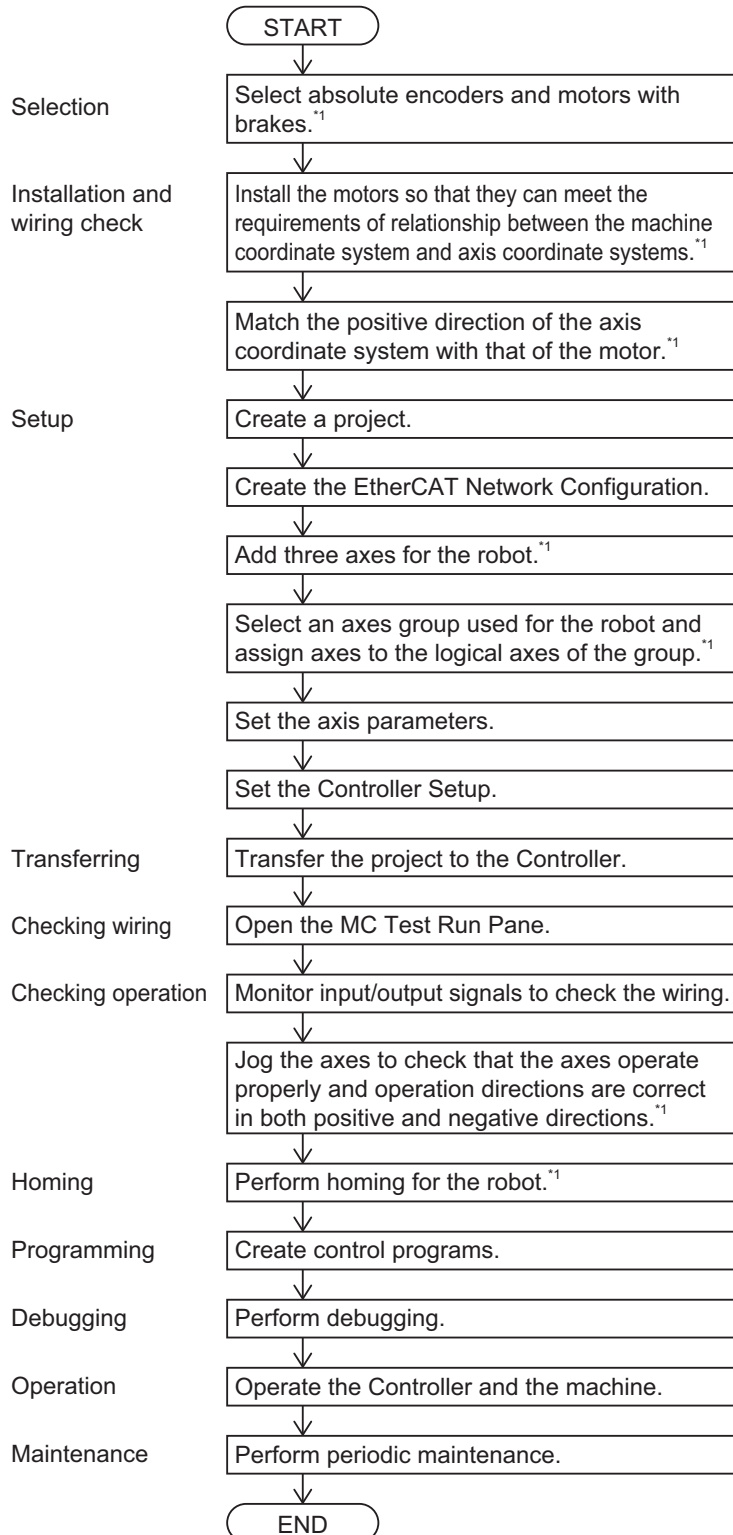 START
Selection
Select absolute encoders and motors with
brakes.*1
Installation and
wiring check
Install the motors so that they can meet the
requirements of relationship between the machine
coordinate system and axis coordinate systems.*1
Match the positive direction of the axis
coordinate system with that of the motor.*1
Setup
Create a project.
Create the EtherCAT Network Configuration.
Add three axes for the robot.*1
Select an axes group used for the robot and
assign axes to the logical axes of the group.*1
Set the axis parameters.
Set the Controller Setup.
Transferring
Transfer the project to the Controller.
Checking wiring
Open the MC Test Run Pane.
Checking operation
Monitor input/output signals to check the wiring.
Jog the axes to check that the axes operate
properly and operation directions are correct
in both positive and negative directions.*1
Homing
Perform homing for the robot.*1
Programming
Create control programs.
Debugging
Perform debugging.
Operation
Operate the Controller and the machine.
Maintenance
Perform periodic maintenance.
END